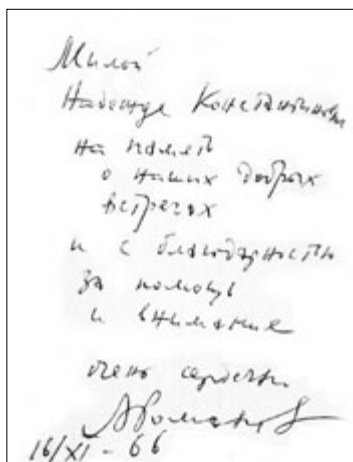 Милой
Надежде Константиновне
на память
о наших добрых
встречах
и с благодарностью
за помощь
и внимание
очень сердечно
16/XI - 66